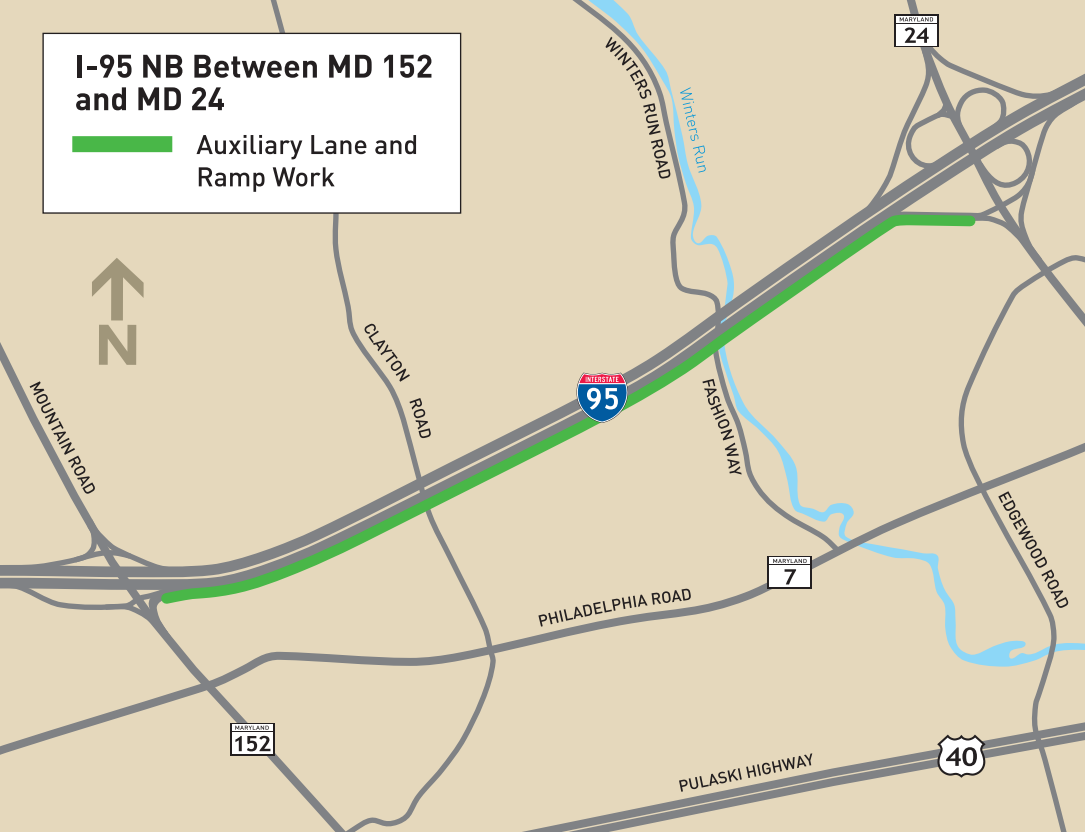 I-95 NB Between MD 152
and MD 24
Auxiliary Lane and
Ramp Work
MARYLAND
24
WINTERS RUN ROAD
Winters Run
N
CLAYTON ROAD
MOUNTAIN ROAD
INTERSTATE
95
FASHION WAY
EDGEWOOD ROAD
MARYLAND
7
PHILADELPHIA ROAD
MARYLAND
152
PULASKI HIGHWAY
40